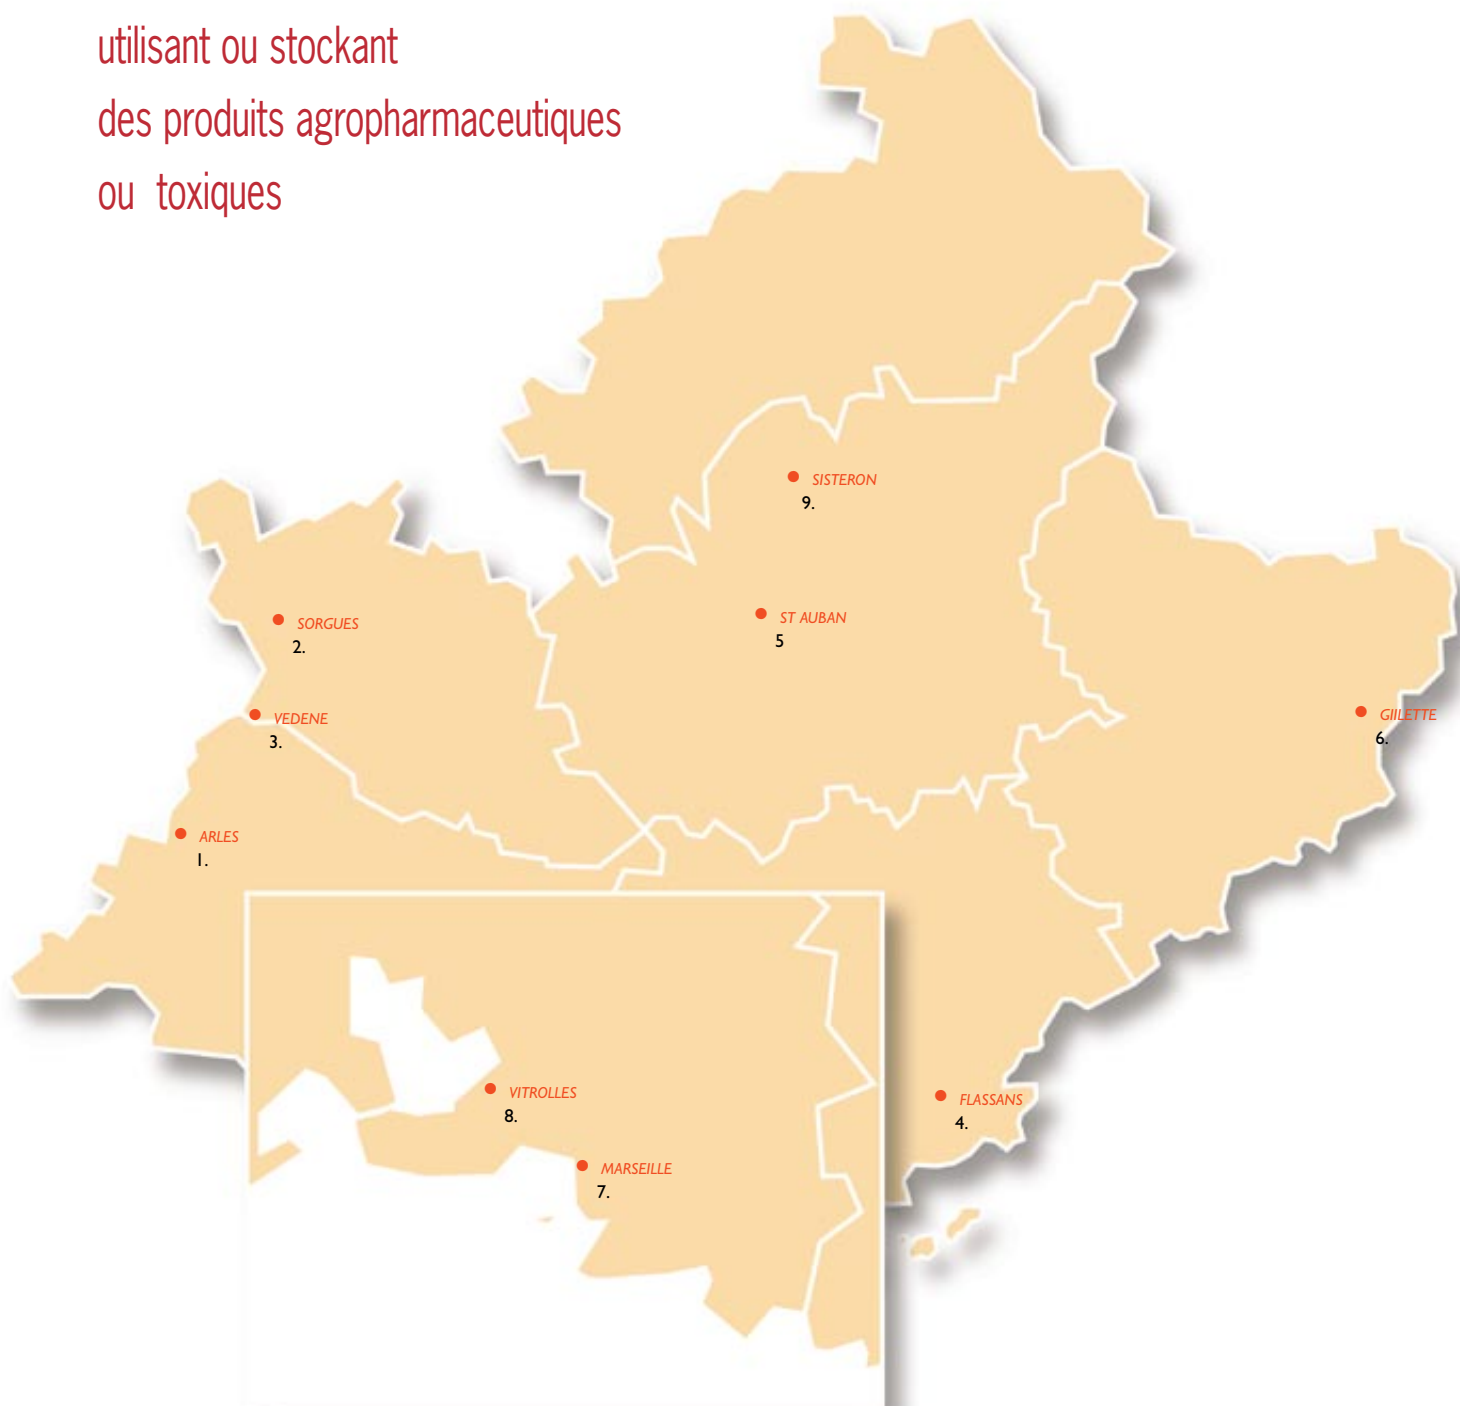 utilisant ou stockant
des produits agropharmaceutiques
ou toxiques
SISTERON
9.
SORGUES
2.
ST AUBAN
5
VEDENE
3.
GIILETTE
6.
ARLES
1.
VITROLLES
8.
FLASSANS
4.
MARSEILLE
7.